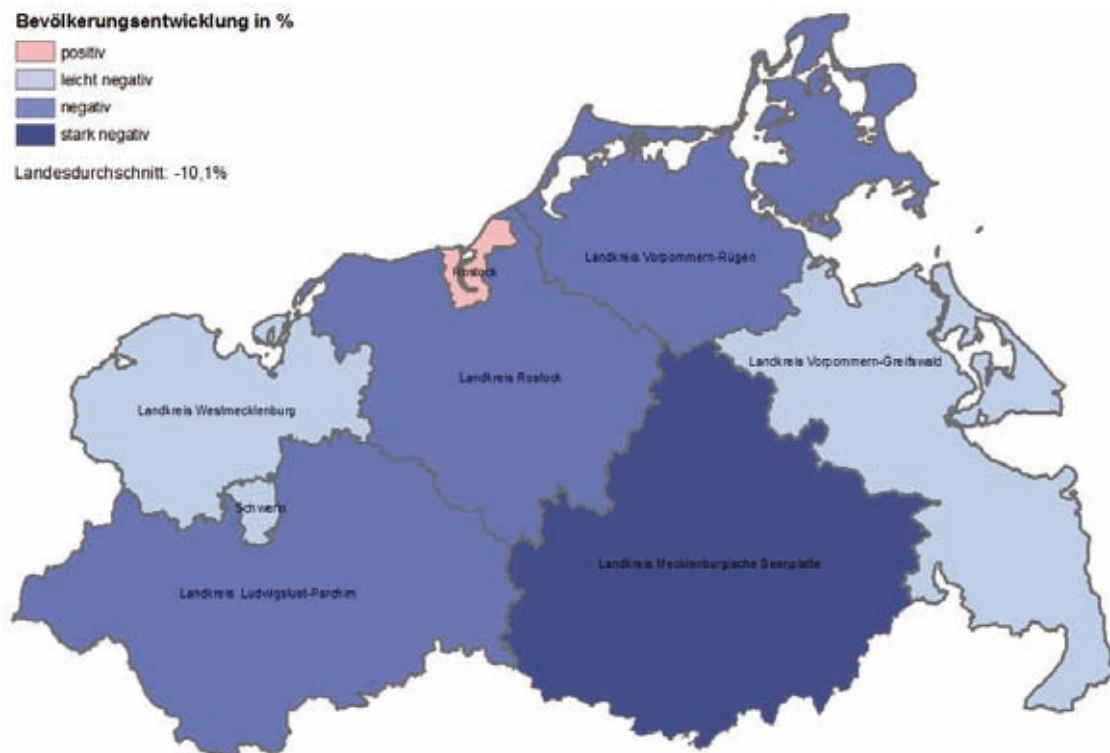 Bevölkerungsentwicklung in %
positiv
leicht negativ
negativ
stark negativ
Landesdurchschnitt: -10,1%
Landkreis Vorpommern-Rügen
Rostock
Landkreis Vorpommern-Greifswald
Landkreis Rostock
Landkreis Westmecklenburg
Schwerin
Landkreis Mecklenburgische Seenplatte
Landkreis Ludwigslust-Parchim